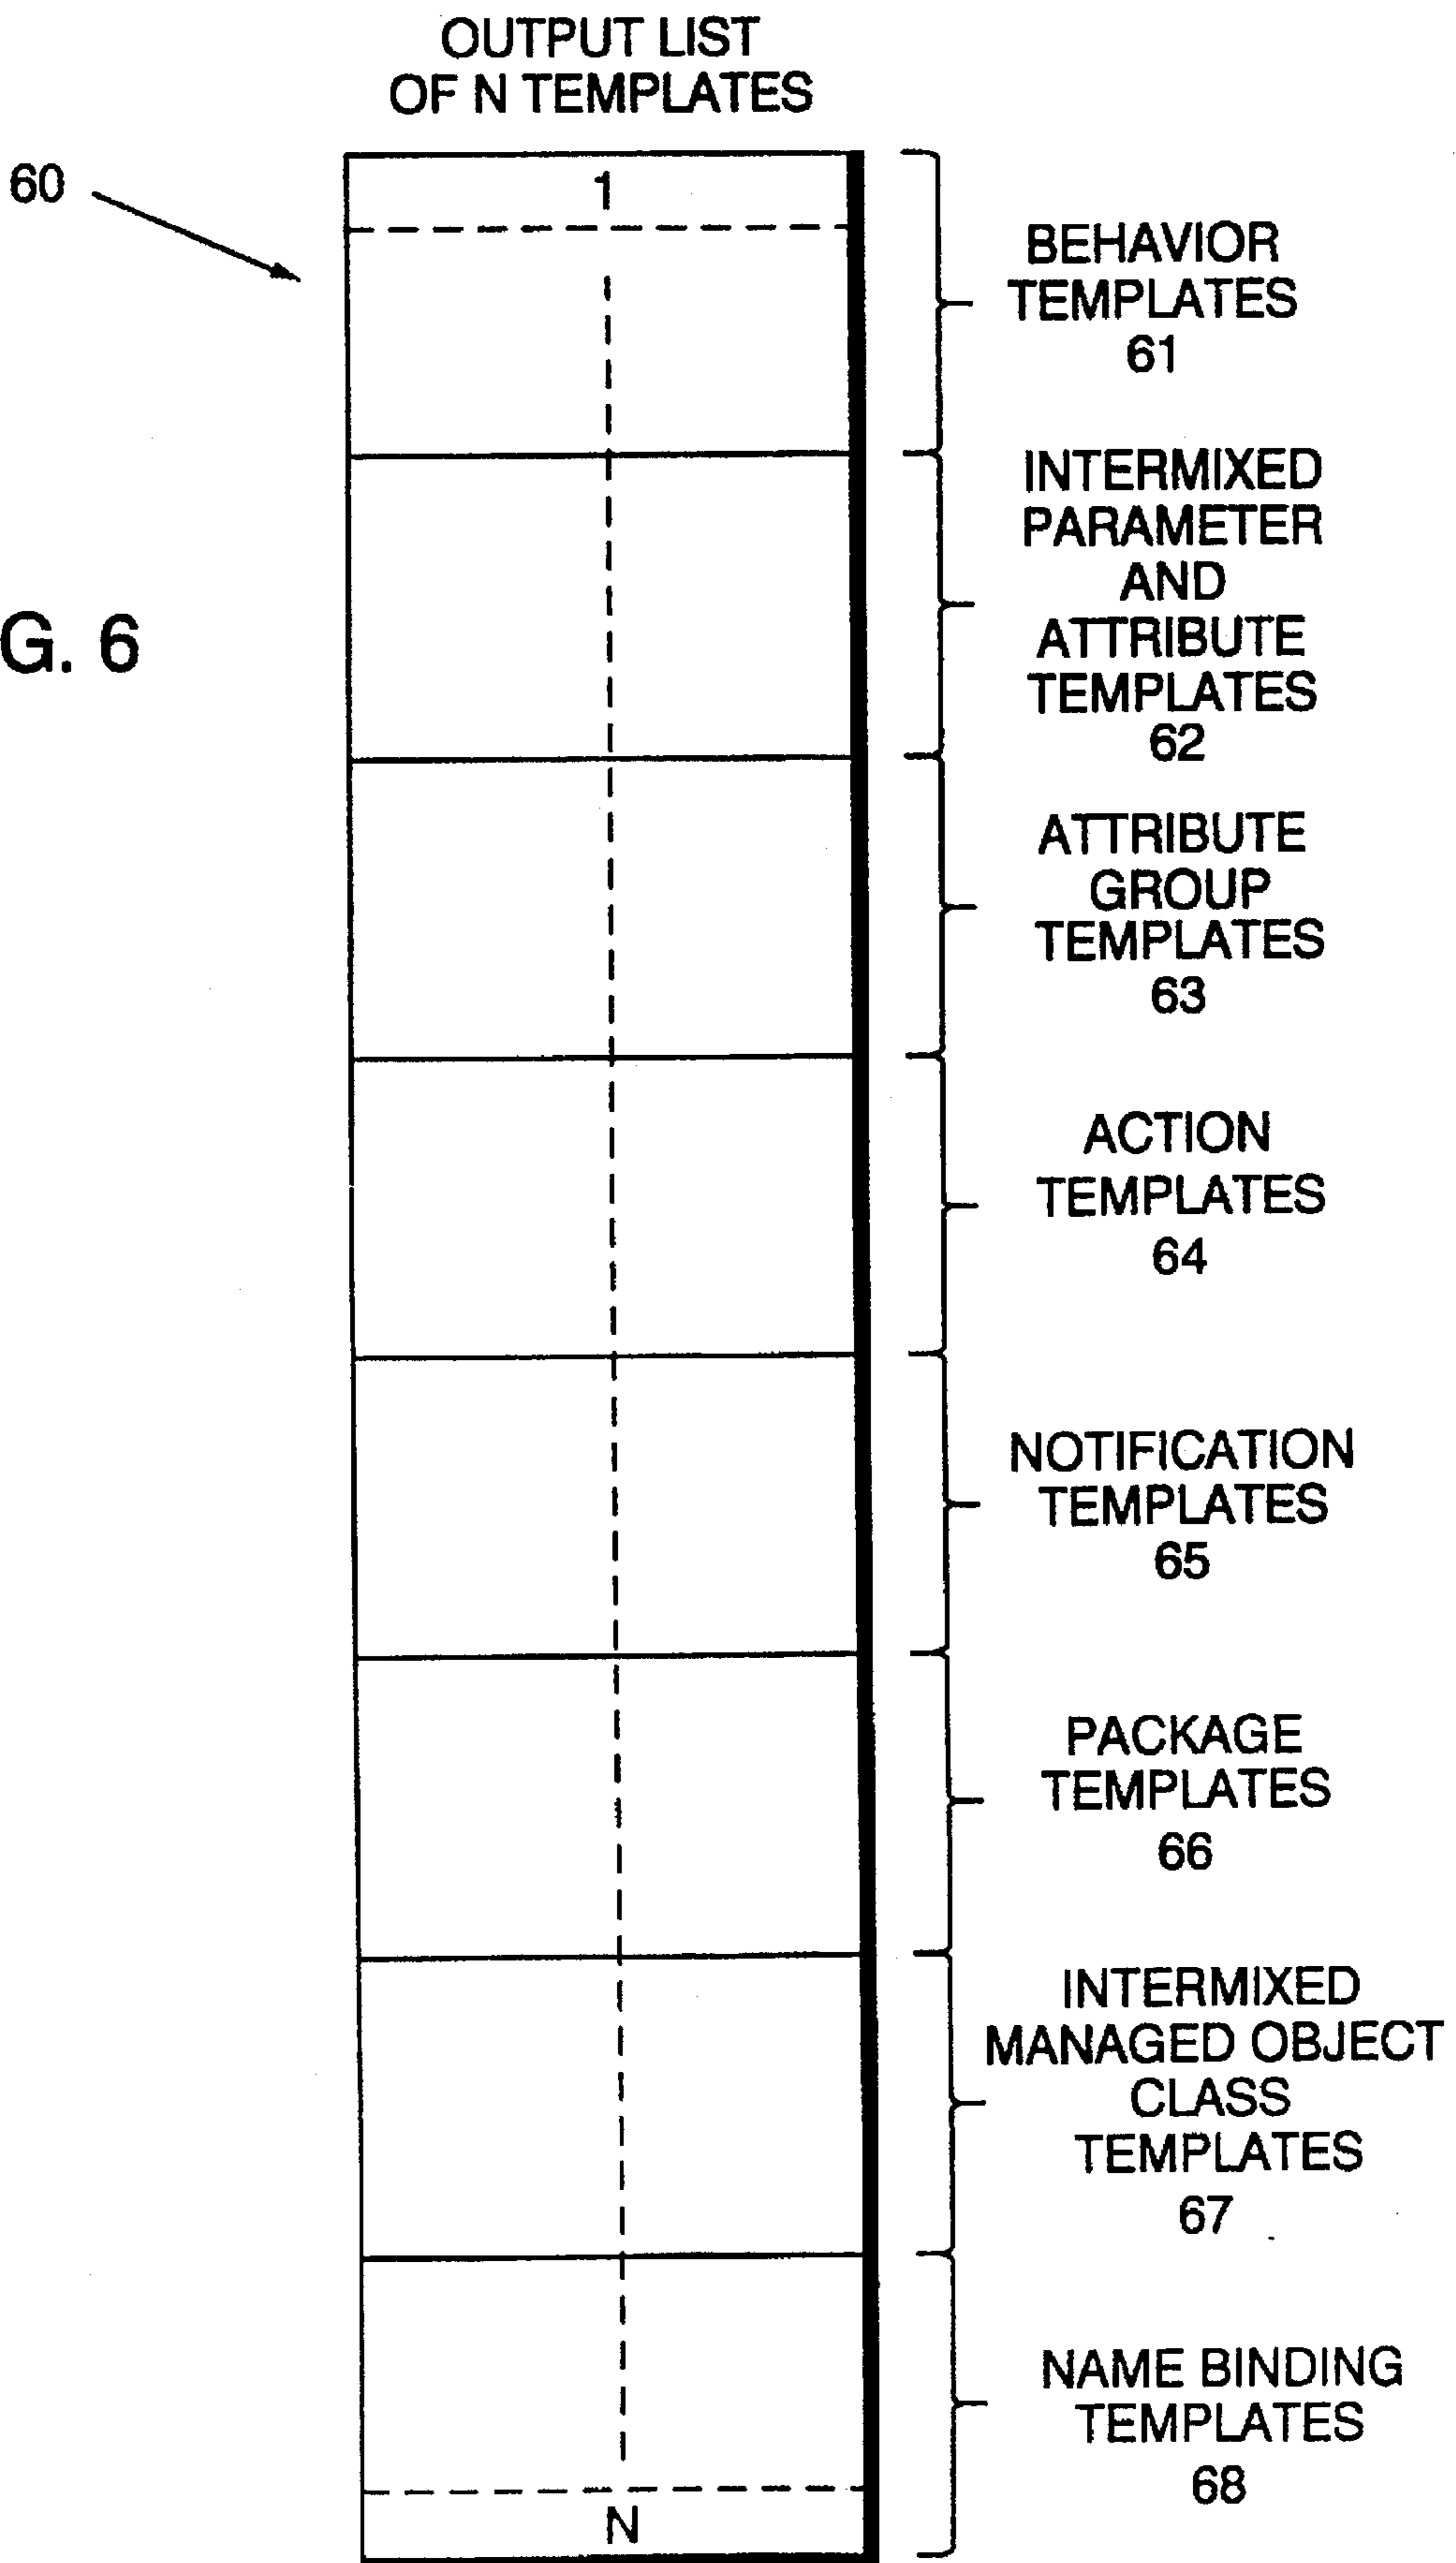 OUTPUT LIST
OF N TEMPLATES
60
1
BEHAVIOR
TEMPLATES
61
INTERMIXED
PARAMETER
AND
ATTRIBUTE
TEMPLATES
62
G. 6
ATTRIBUTE
GROUP
TEMPLATES
63
ACTION
TEMPLATES
64
NOTIFICATION
TEMPLATES
65
PACKAGE
TEMPLATES
66
INTERMIXED
MANAGED OBJECT
CLASS
TEMPLATES
67
NAME BINDING
TEMPLATES
68
N